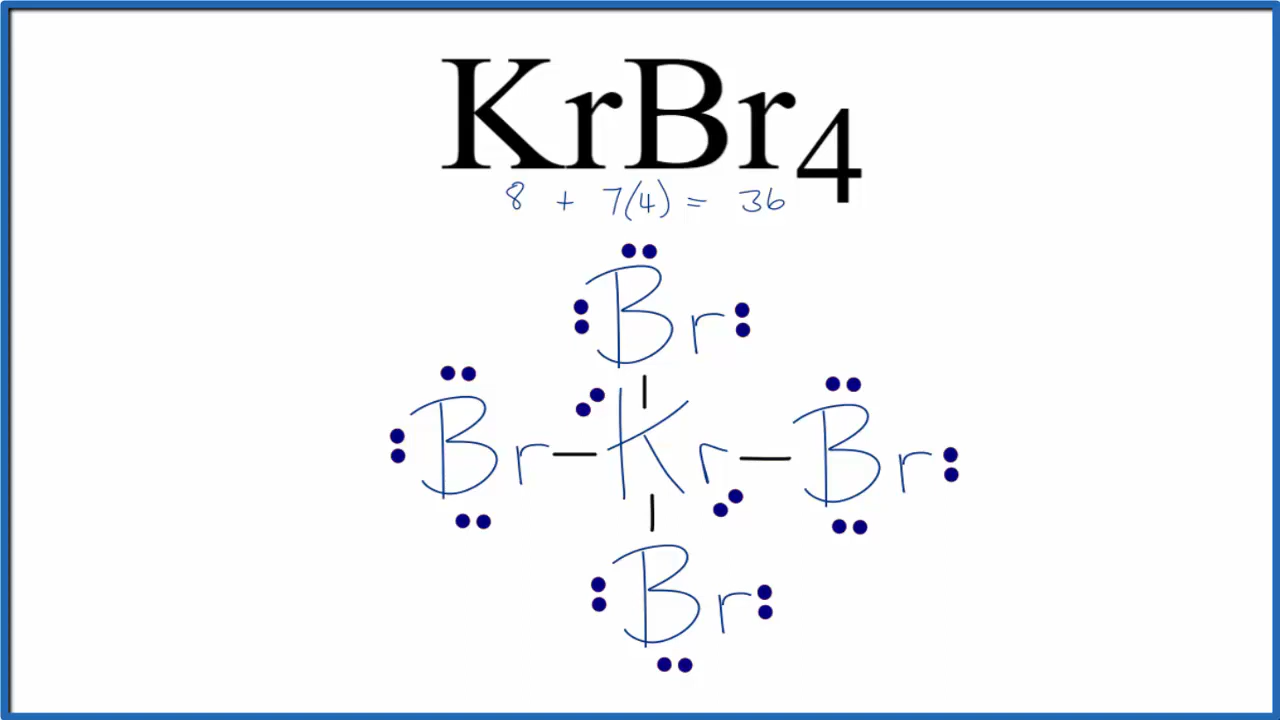 KrBr₄
8 + 7(4) = 36
Br
Br – Kr – Br
Br